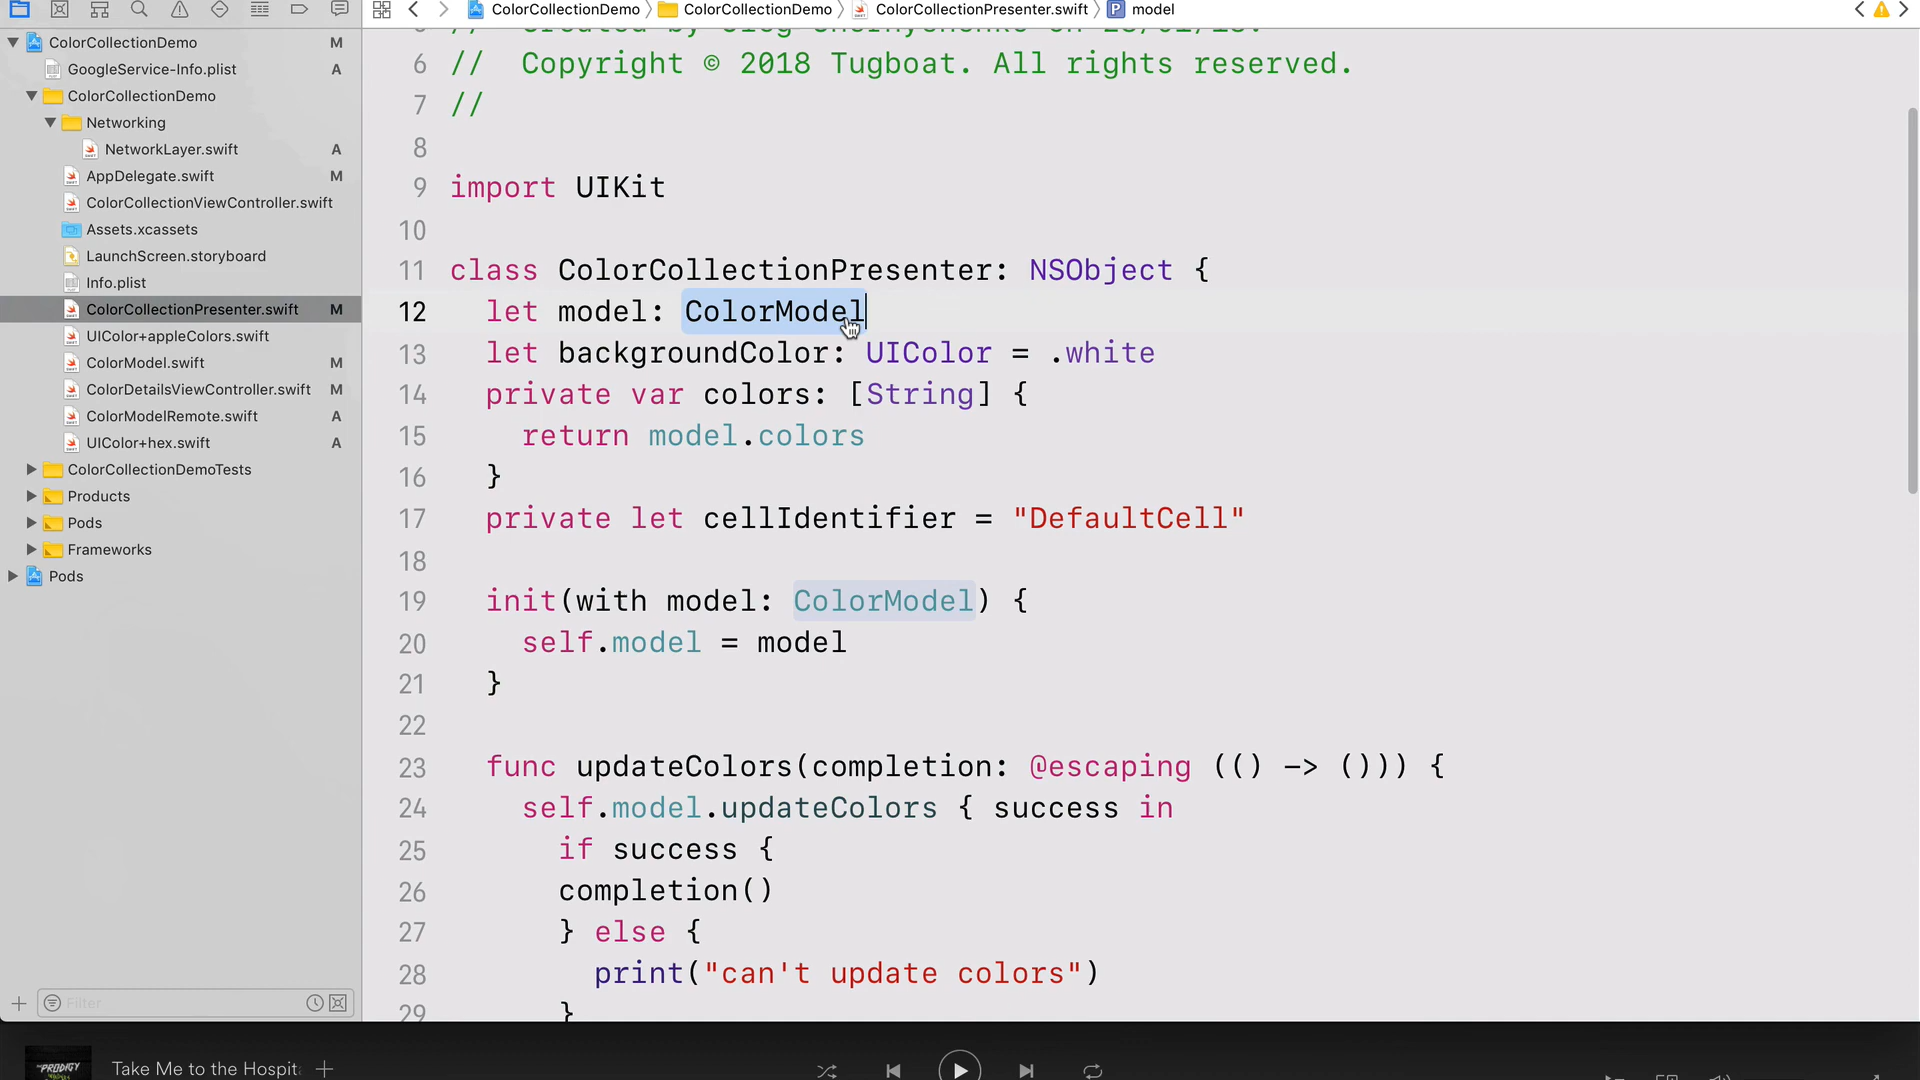 ColorCollectionDemo
ColorCollectionDemo
ColorCollectionPresenter.swift
P
model
ColorCollectionDemo M
GoogleService-Info.plist A
ColorCollectionDemo
Networking
NetworkLayer.swift A
AppDelegate.swift M
ColorCollectionViewController.swift
Assets.xcassets
LaunchScreen.storyboard
Info.plist
ColorCollectionPresenter.swift M
UIColor+appleColors.swift
ColorModel.swift M
ColorDetailsViewController.swift M
ColorModelRemote.swift A
UIColor+hex.swift A
ColorCollectionDemoTests
Products
Pods
Frameworks
Pods
Filter
6 // Copyright © 2018 Tugboat. All rights reserved.
7 //
8
9 import UIKit
10
11 class ColorCollectionPresenter: NSObject {
12 let model: ColorModel
13 let backgroundColor: UIColor = .white
14 private var colors: [String] {
15 return model.colors
16 }
17 private let cellIdentifier = "DefaultCell"
18
19 init(with model: ColorModel) {
20 self.model = model
21 }
22
23 func updateColors(completion: @escaping (() -> ())) {
24 self.model.updateColors { success in
25 if success {
26 completion()
27 } else {
28 print("can't update colors")
29 }
PRODIGY
Take Me to the Hospit